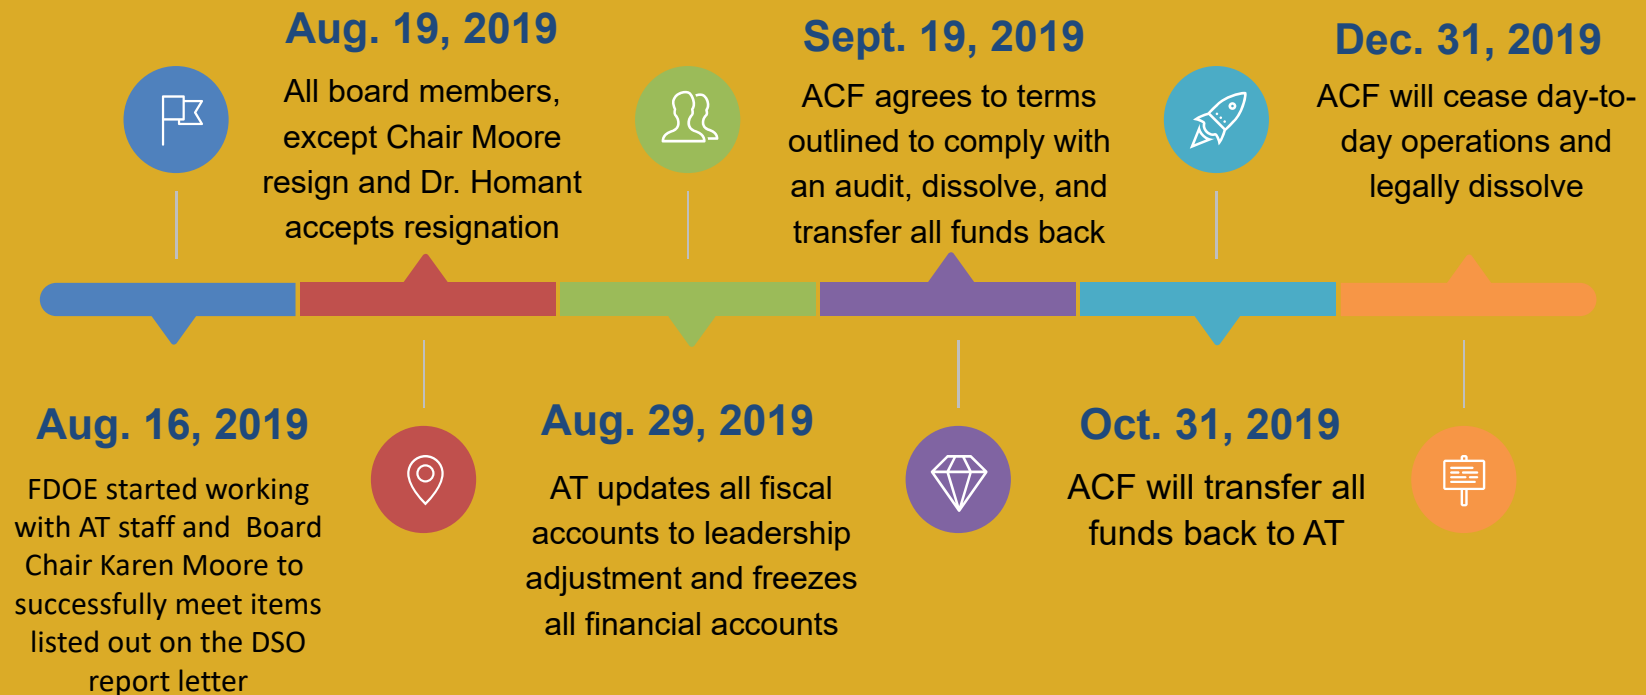 Aug. 16, 2019
FDOE started working
with AT staff and Board
Chair Karen Moore to
successfully meet items
listed out on the DSO
report letter
Aug. 19, 2019
All board members,
except Chair Moore
resign and Dr. Homant
accepts resignation
Aug. 29, 2019
AT updates all fiscal
accounts to leadership
adjustment and freezes
all financial accounts
Sept. 19, 2019
ACF agrees to terms
outlined to comply with
an audit, dissolve, and
transfer all funds back
Oct. 31, 2019
ACF will transfer all
funds back to AT
Dec. 31, 2019
ACF will cease day-to-
day operations and
legally dissolve